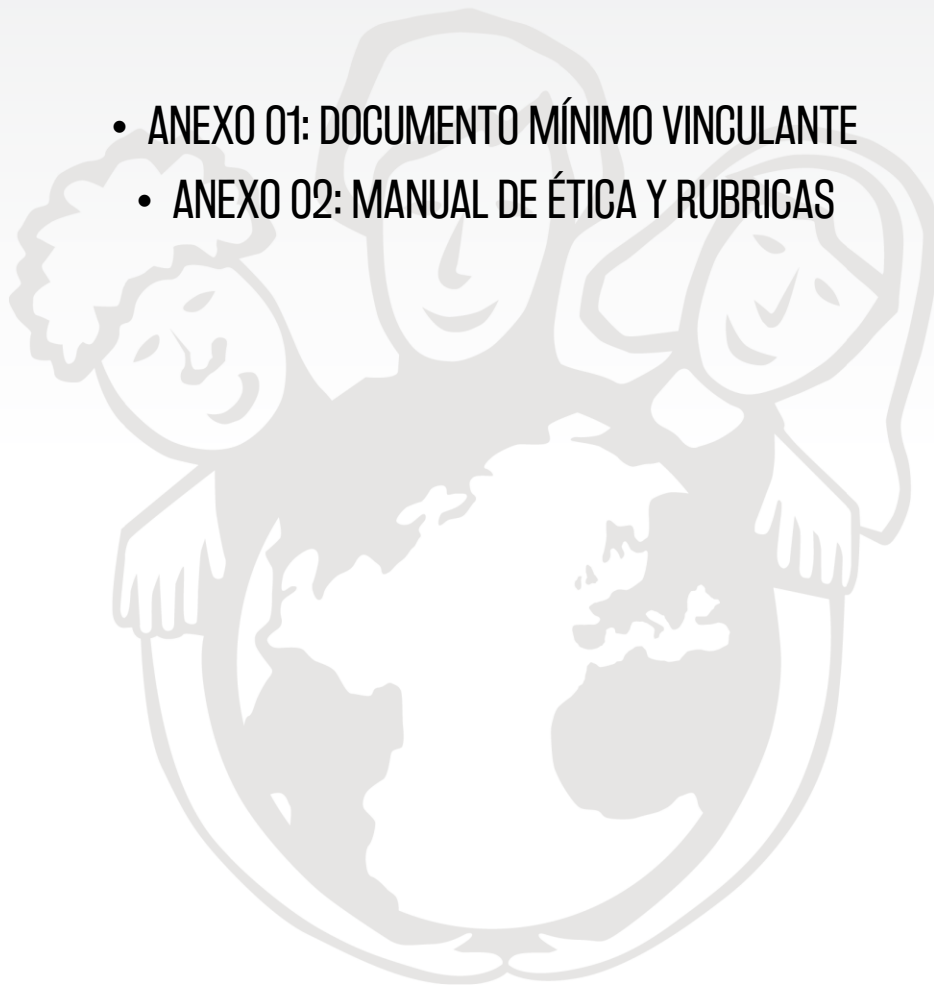 • ANEXO 01: DOCUMENTO MÍNIMO VINCULANTE
• ANEXO 02: MANUAL DE ÉTICA Y RUBRICAS